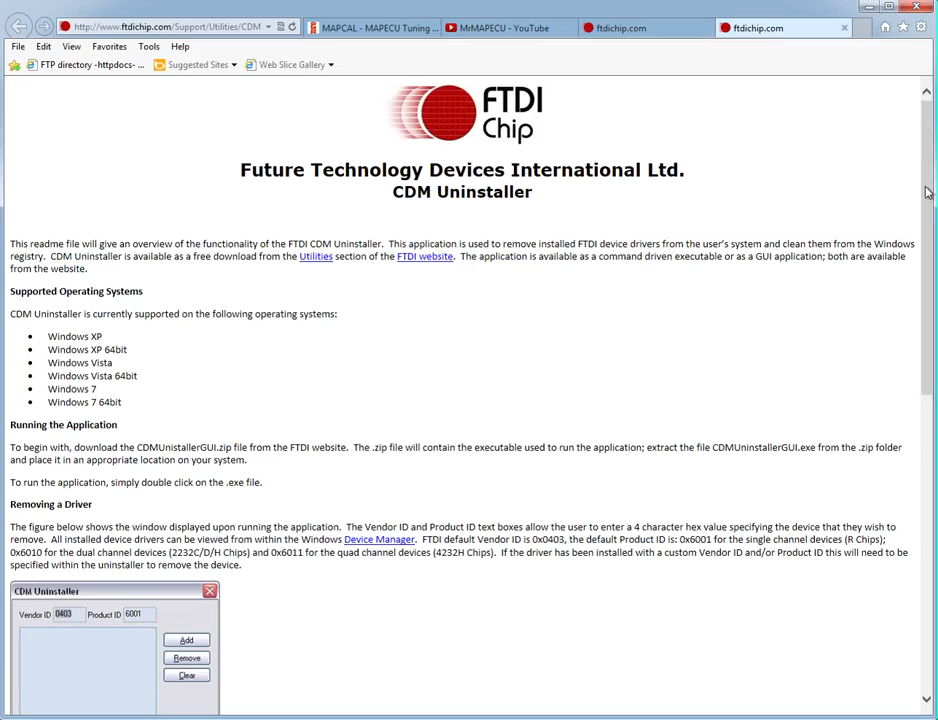 http://www.ftdichip.com/Support/Utilities/CDM
MAPCAL - MAPECU Tuning ...
MrMAPECU - YouTube
ftdichip.com
ftdichip.com
File Edit View Favorites Tools Help
FTP directory -httpdocs- ...
Suggested Sites
Web Slice Gallery
FTDI
Chip
Future Technology Devices International Ltd.
CDM Uninstaller
This readme file will give an overview of the functionality of the FTDI CDM Uninstaller. This application is used to remove installed FTDI device drivers from the user's system and clean them from the Windows
registry. CDM Uninstaller is available as a free download from the Utilities section of the FTDI website. The application is available as a command driven executable or as a GUI application; both are available
from the website.
Supported Operating Systems
CDM Uninstaller is currently supported on the following operating systems:
• Windows XP
• Windows XP 64bit
• Windows Vista
• Windows Vista 64bit
• Windows 7
• Windows 7 64bit
Running the Application
To begin with, download the CDMUnistallerGUI.zip file from the FTDI website. The .zip file will contain the executable used to run the application; extract the file CDMUninstallerGUI.exe from the .zip folder
and place it in an appropriate location on your system.
To run the application, simply double click on the .exe file.
Removing a Driver
The figure below shows the window displayed upon running the application. The Vendor ID and Product ID text boxes allow the user to enter a 4 character hex value specifying the device that they wish to
remove. All installed device drivers can be viewed from within the Windows Device Manager. FTDI default Vendor ID is 0x0403, the default Product ID is: 0x6001 for the single channel devices (R Chips);
0x6010 for the dual channel devices (2232C/D/H Chips) and 0x6011 for the quad channel devices (4232H Chips). If the driver has been installed with a custom Vendor ID and/or Product ID this will need to be
specified within the uninstaller to remove the device.
CDM Uninstaller
Vendor ID 0403 Product ID 6001
Add
Remove
Clear